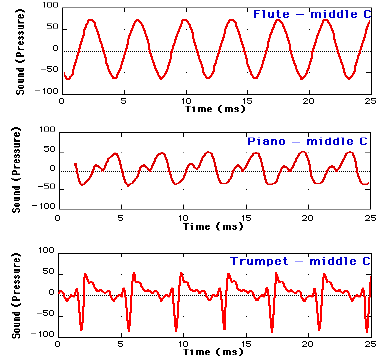 Flute – middle C
Sound (Pressure)
100
50
0
−50
−100
0 5 10 15 20 25
Time (ms)
Piano – middle C
Sound (Pressure)
100
50
0
−50
−100
0 5 10 15 20 25
Time (ms)
Trumpet – middle C
Sound (Pressure)
100
50
0
−50
−100
0 5 10 15 20 25
Time (ms)